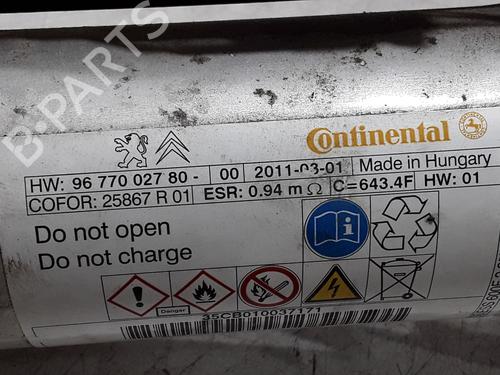 B-PARTS
Continental
HW: 96 770 027 80- 00 2011-03-01 Made in Hungary
COFOR: 25867 R 01 ESR: 0.94 m Ω C=643.4F HW: 01
Do not open
Do not charge
Danger
35CB010037171